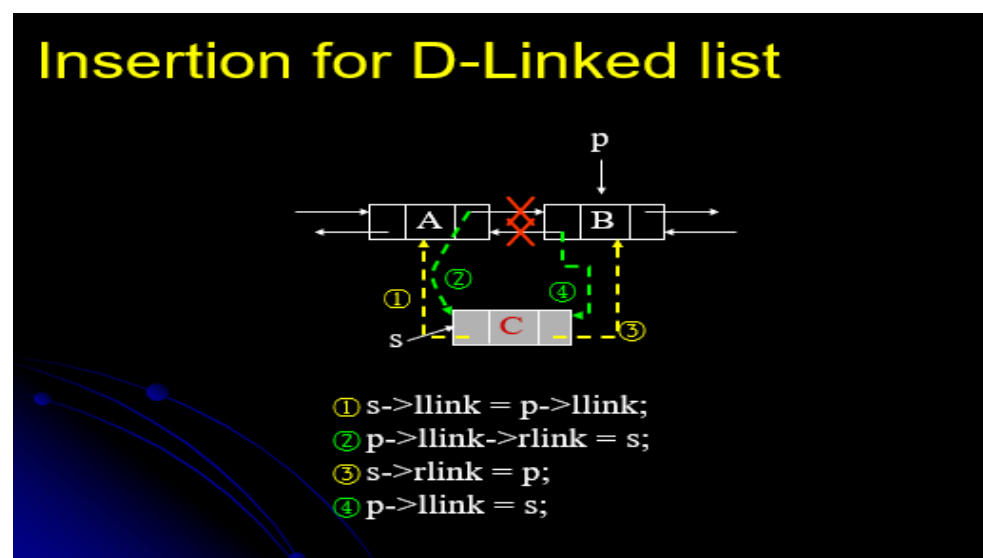 Insertion for D-Linked list
p
A B
② ① ④
s C ③
① s->llink = p->llink;
② p->llink->rlink = s;
③ s->rlink = p;
④ p->llink = s;